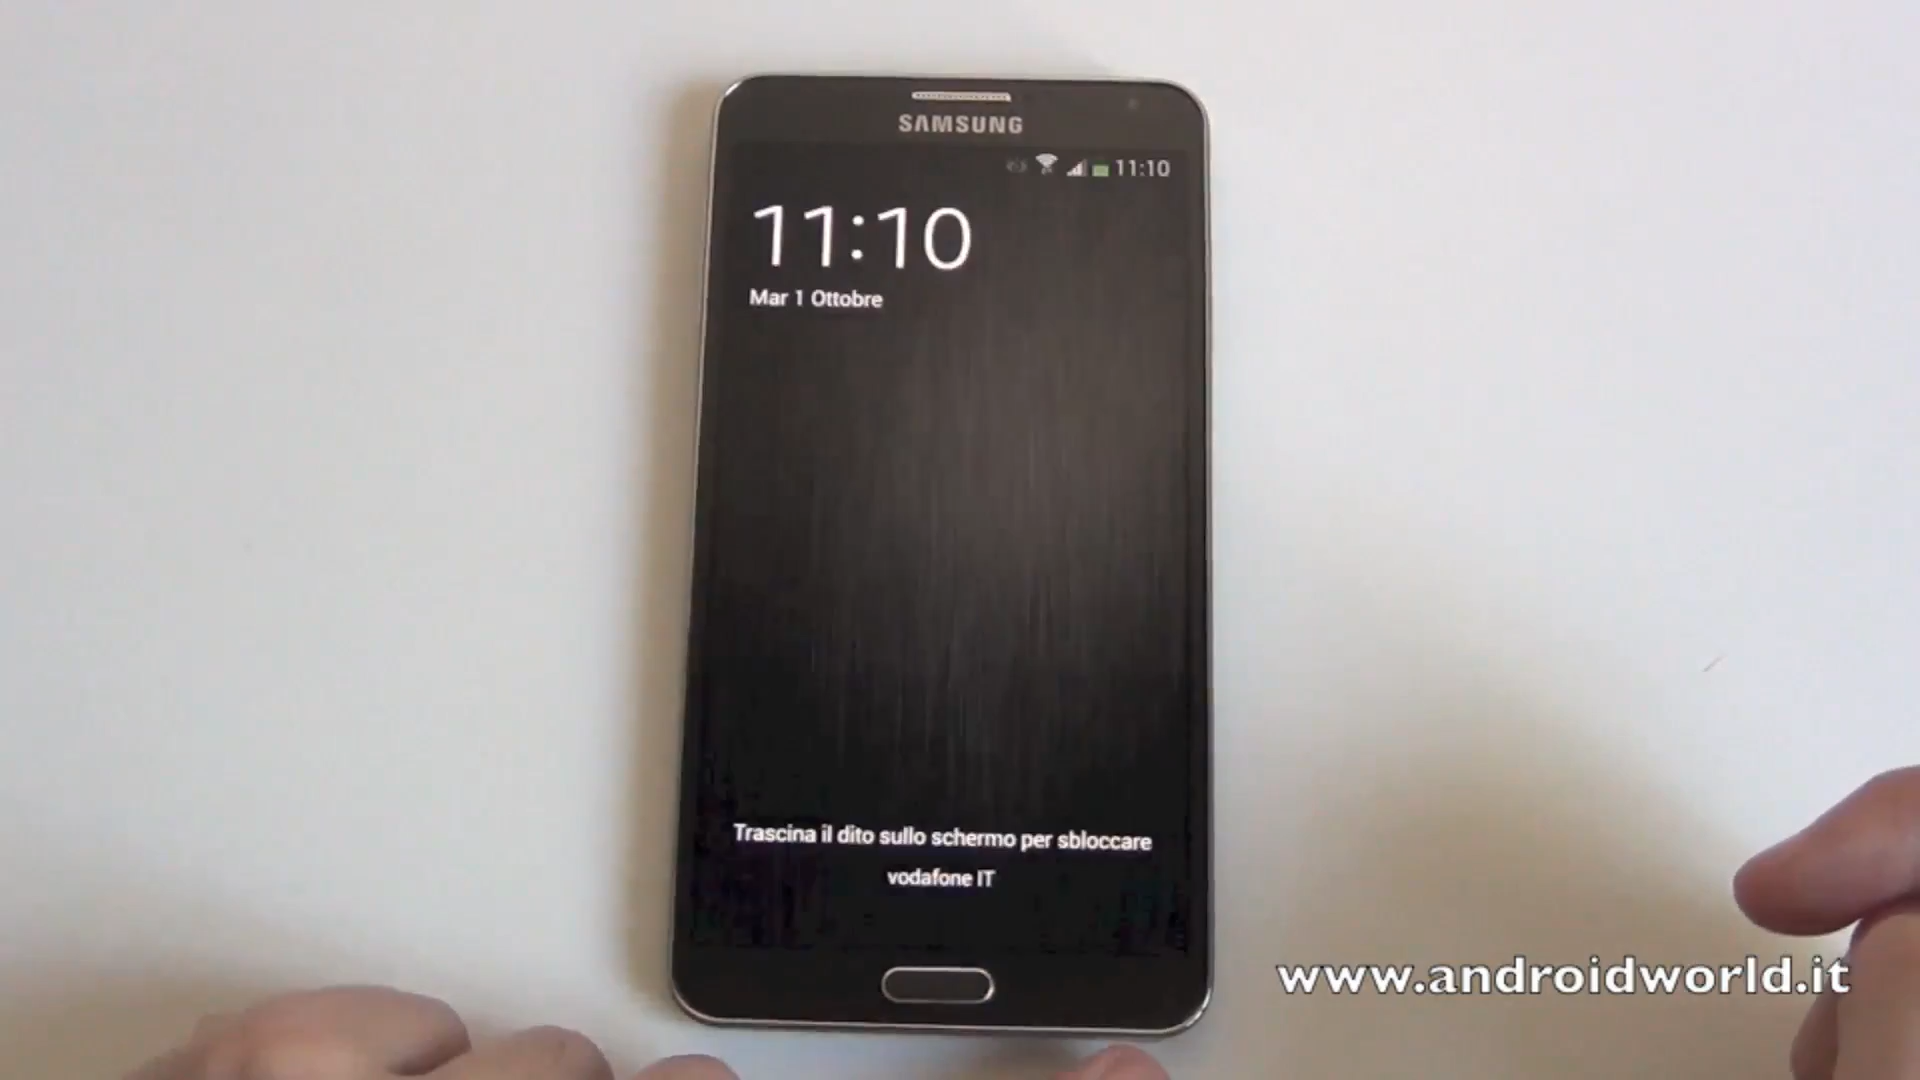 SAMSUNG
11:10
11:10
Mar 1 Ottobre
Trascina il dito sullo schermo per sbloccare
vodafone IT
www.androidworld.it